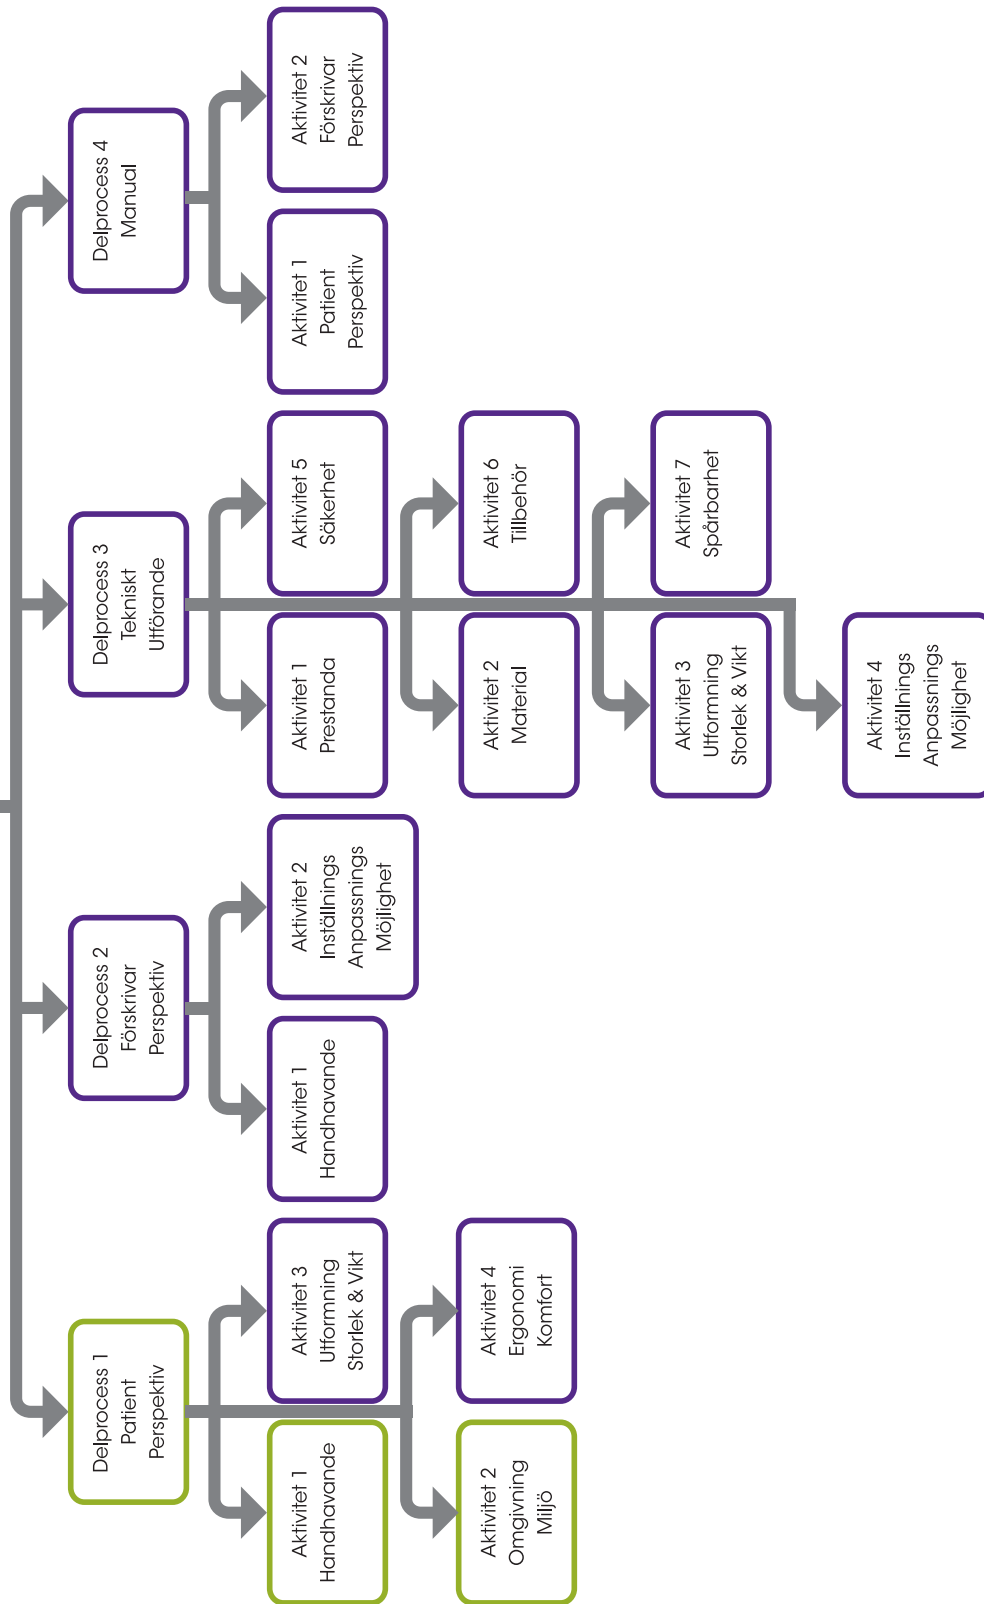 Delprocess 1
Patient
Perspektiv
Delprocess 2
Förskrivar
Perspektiv
Delprocess 3
Tekniskt
Utförande
Delprocess 4
Manual
Aktivitet 1
Handhavande
Aktivitet 3
Utformning
Storlek & Vikt
Aktivitet 1
Handhavande
Aktivitet 2
Inställnings
Anpassnings
Möjlighet
Aktivitet 1
Prestanda
Aktivitet 5
Säkerhet
Aktivitet 1
Patient
Perspektiv
Aktivitet 2
Förskrivar
Perspektiv
Aktivitet 2
Omgivning
Miljö
Aktivitet 4
Ergonomi
Komfort
Aktivitet 2
Material
Aktivitet 6
Tillbehör
Aktivitet 3
Utformning
Storlek & Vikt
Aktivitet 7
Spårbarhet
Aktivitet 4
Inställnings
Anpassnings
Möjlighet